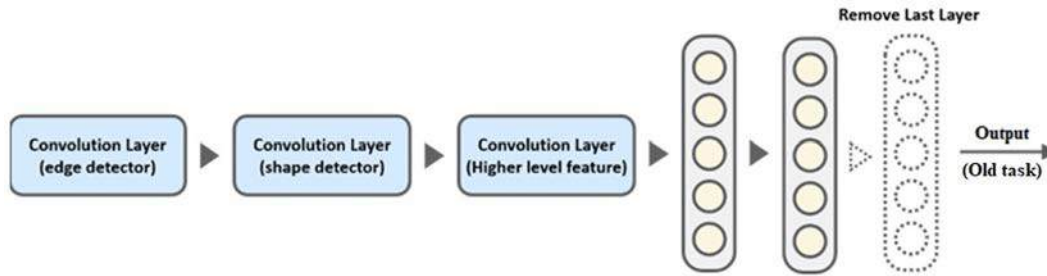 Remove Last Layer
Convolution Layer
(edge detector)
Convolution Layer
(shape detector)
Convolution Layer
(Higher level feature)
Output
(Old task)